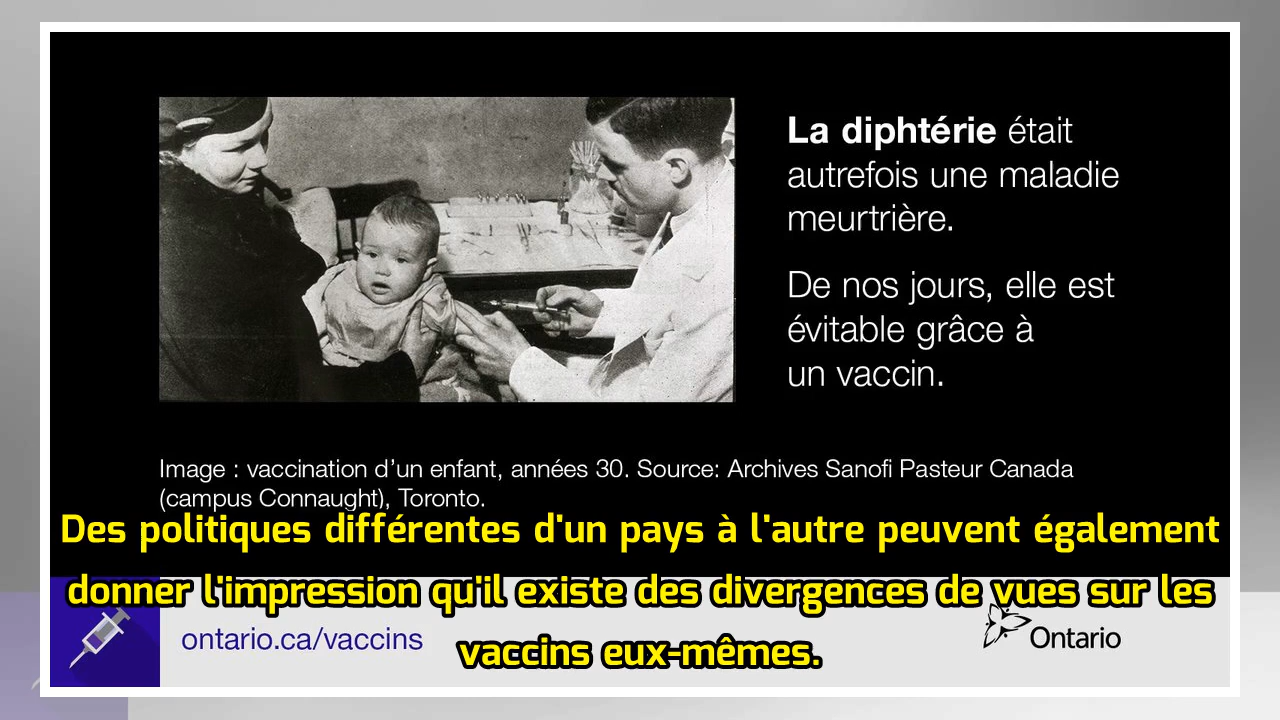 La diphtérie était
autrefois une maladie
meurtrière.
De nos jours, elle est
évitable grâce à
un vaccin.
Image : vaccination d’un enfant, années 30. Source: Archives Sanofi Pasteur Canada
(campus Connaught), Toronto.
Des politiques différentes d'un pays à l'autre peuvent également
donner l'impression qu'il existe des divergences de vues sur les
vaccins eux-mêmes.
ontario.ca/vaccins
Ontario